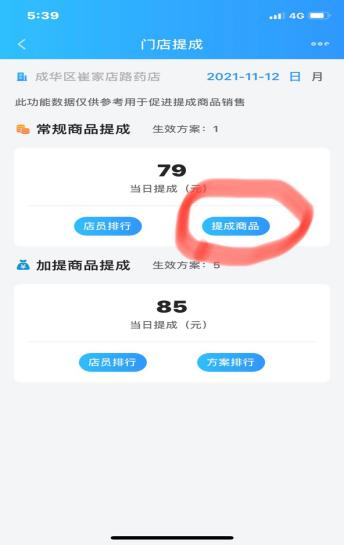 5:39
4G
门店提成
成华区崔家店路药店 2021-11-12 日 月
此功能数据仅供参考用于促进提成商品销售
常规商品提成 生效方案：1
79
当日提成（元）
店员排行 提成商品
加提商品提成 生效方案：5
85
当日提成（元）
店员排行 方案排行